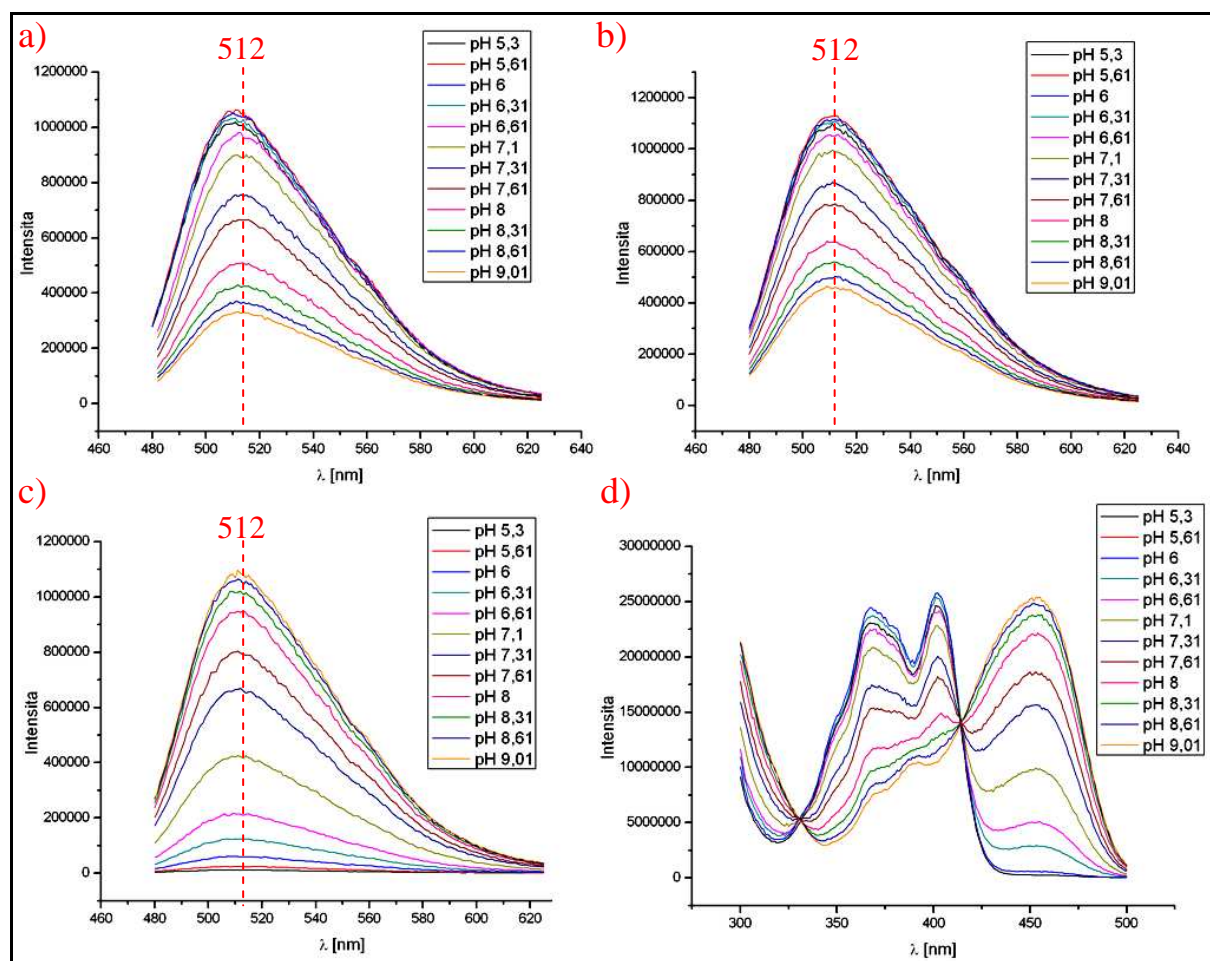 a)
512
pH 5,3
pH 5,61
pH 6
pH 6,31
pH 6,61
pH 7,1
pH 7,31
pH 7,61
pH 8
pH 8,31
pH 8,61
pH 9,01
1200000
1000000
800000
600000
400000
200000
0
Intensita
460 480 500 520 540 560 580 600 620 640
λ [nm]
b)
512
pH 5,3
pH 5,61
pH 6
pH 6,31
pH 6,61
pH 7,1
pH 7,31
pH 7,61
pH 8
pH 8,31
pH 8,61
pH 9,01
1200000
1000000
800000
600000
400000
200000
0
Intensita
460 480 500 520 540 560 580 600 620 640
λ [nm]
c)
512
pH 5,3
pH 5,61
pH 6
pH 6,31
pH 6,61
pH 7,1
pH 7,31
pH 7,61
pH 8
pH 8,31
pH 8,61
pH 9,01
1200000
1000000
800000
600000
400000
200000
0
Intensita
460 480 500 520 540 560 580 600 620
λ [nm]
d)
pH 5,3
pH 5,61
pH 6
pH 6,31
pH 6,61
pH 7,1
pH 7,31
pH 7,61
pH 8
pH 8,31
pH 8,61
pH 9,01
30000000
25000000
20000000
15000000
10000000
5000000
0
Intensita
300 350 400 450 500
λ [nm]